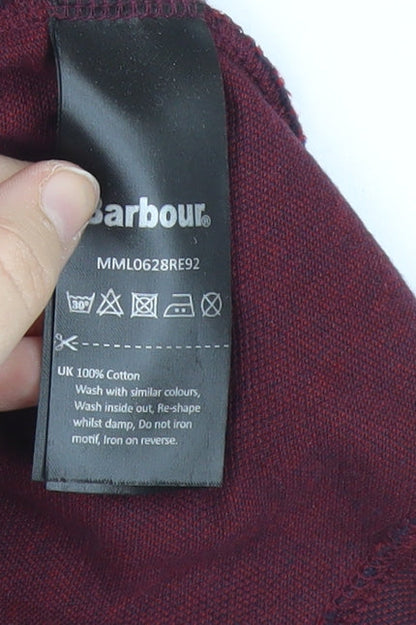 Barbour®
MML0628RE92
30°
UK 100% Cotton
Wash with similar colours,
Wash inside out, Re-shape
whilst damp, Do not iron
motif, Iron on reverse.